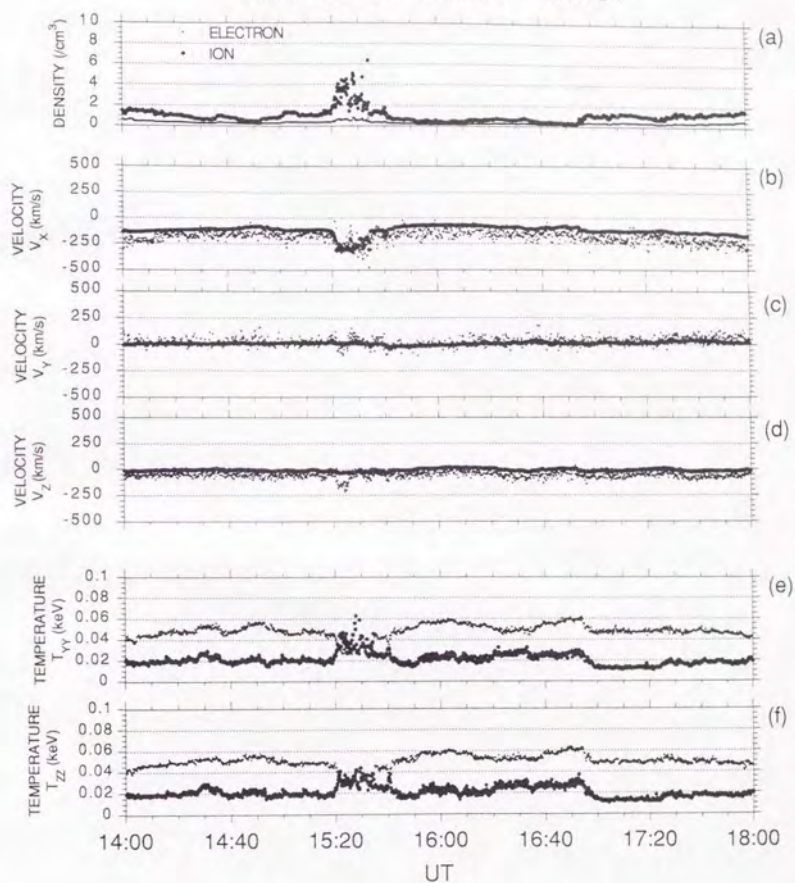 10
8
6
4
2
0
DENSITY (/cm³)
ELECTRON
ION
(a)
500
250
0
-250
-500
VELOCITY
V_X (km/s)
(b)
500
250
0
-250
-500
VELOCITY
V_Y (km/s)
(c)
500
250
0
-250
-500
VELOCITY
V_Z (km/s)
(d)
0.1
0.08
0.06
0.04
0.02
0
TEMPERATURE
T_YY (keV)
(e)
0.1
0.08
0.06
0.04
0.02
0
TEMPERATURE
T_ZZ (keV)
(f)
14:00 14:40 15:20 16:00 16:40 17:20 18:00
UT